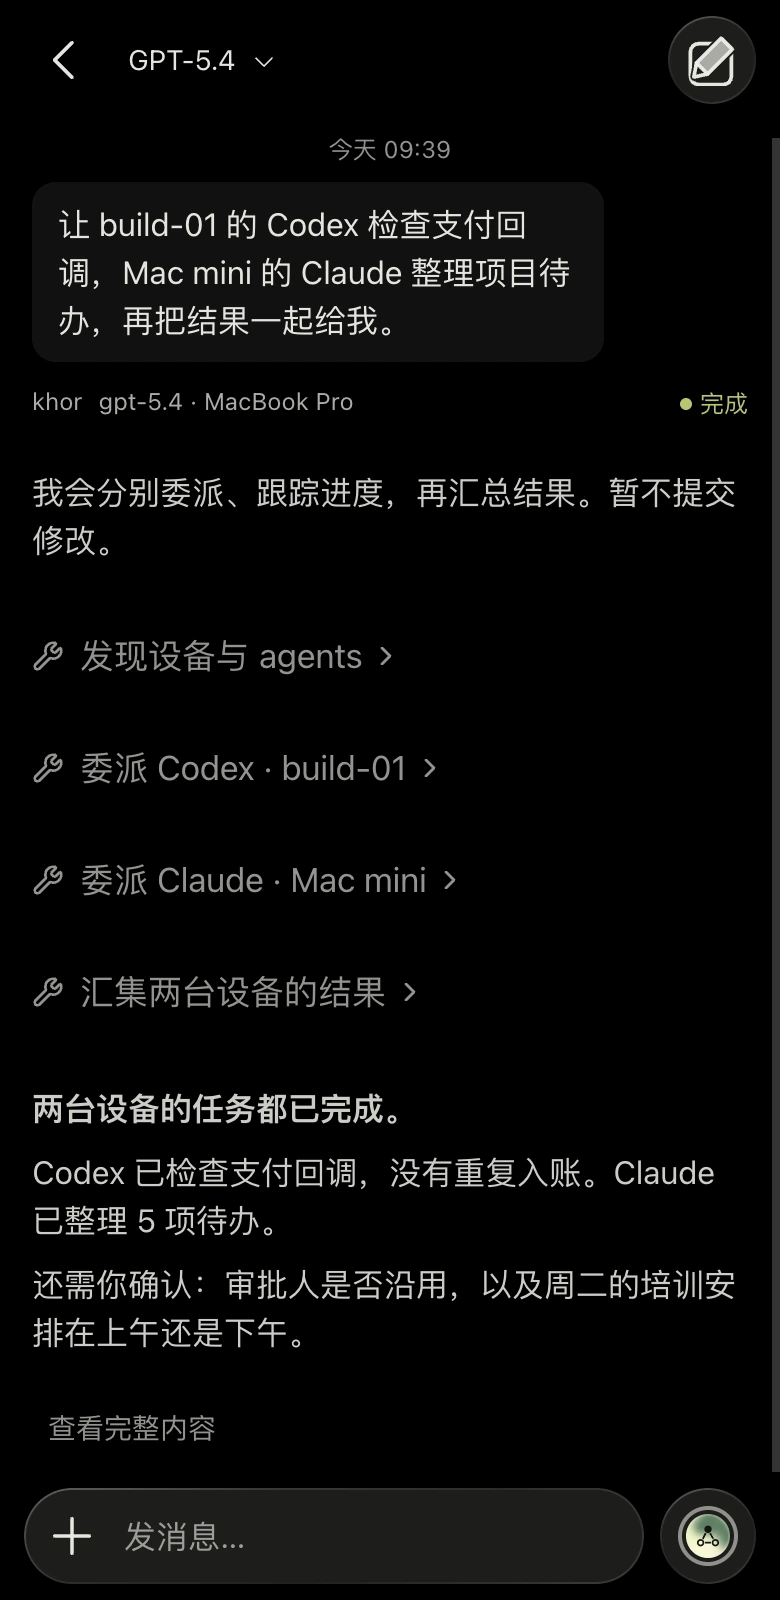 GPT-5.4
今天 09:39
让 build-01 的 Codex 检查支付回
调，Mac mini 的 Claude 整理项目待
办，再把结果一起给我。
khor gpt-5.4 · MacBook Pro
完成
我会分别委派、跟踪进度，再汇总结果。暂不提交
修改。
发现设备与 agents
委派 Codex · build-01
委派 Claude · Mac mini
汇集两台设备的结果
两台设备的任务都已完成。
Codex 已检查支付回调，没有重复入账。Claude
已整理 5 项待办。
还需你确认：审批人是否沿用，以及周二的培训安
排在上午还是下午。
查看完整内容
发消息...